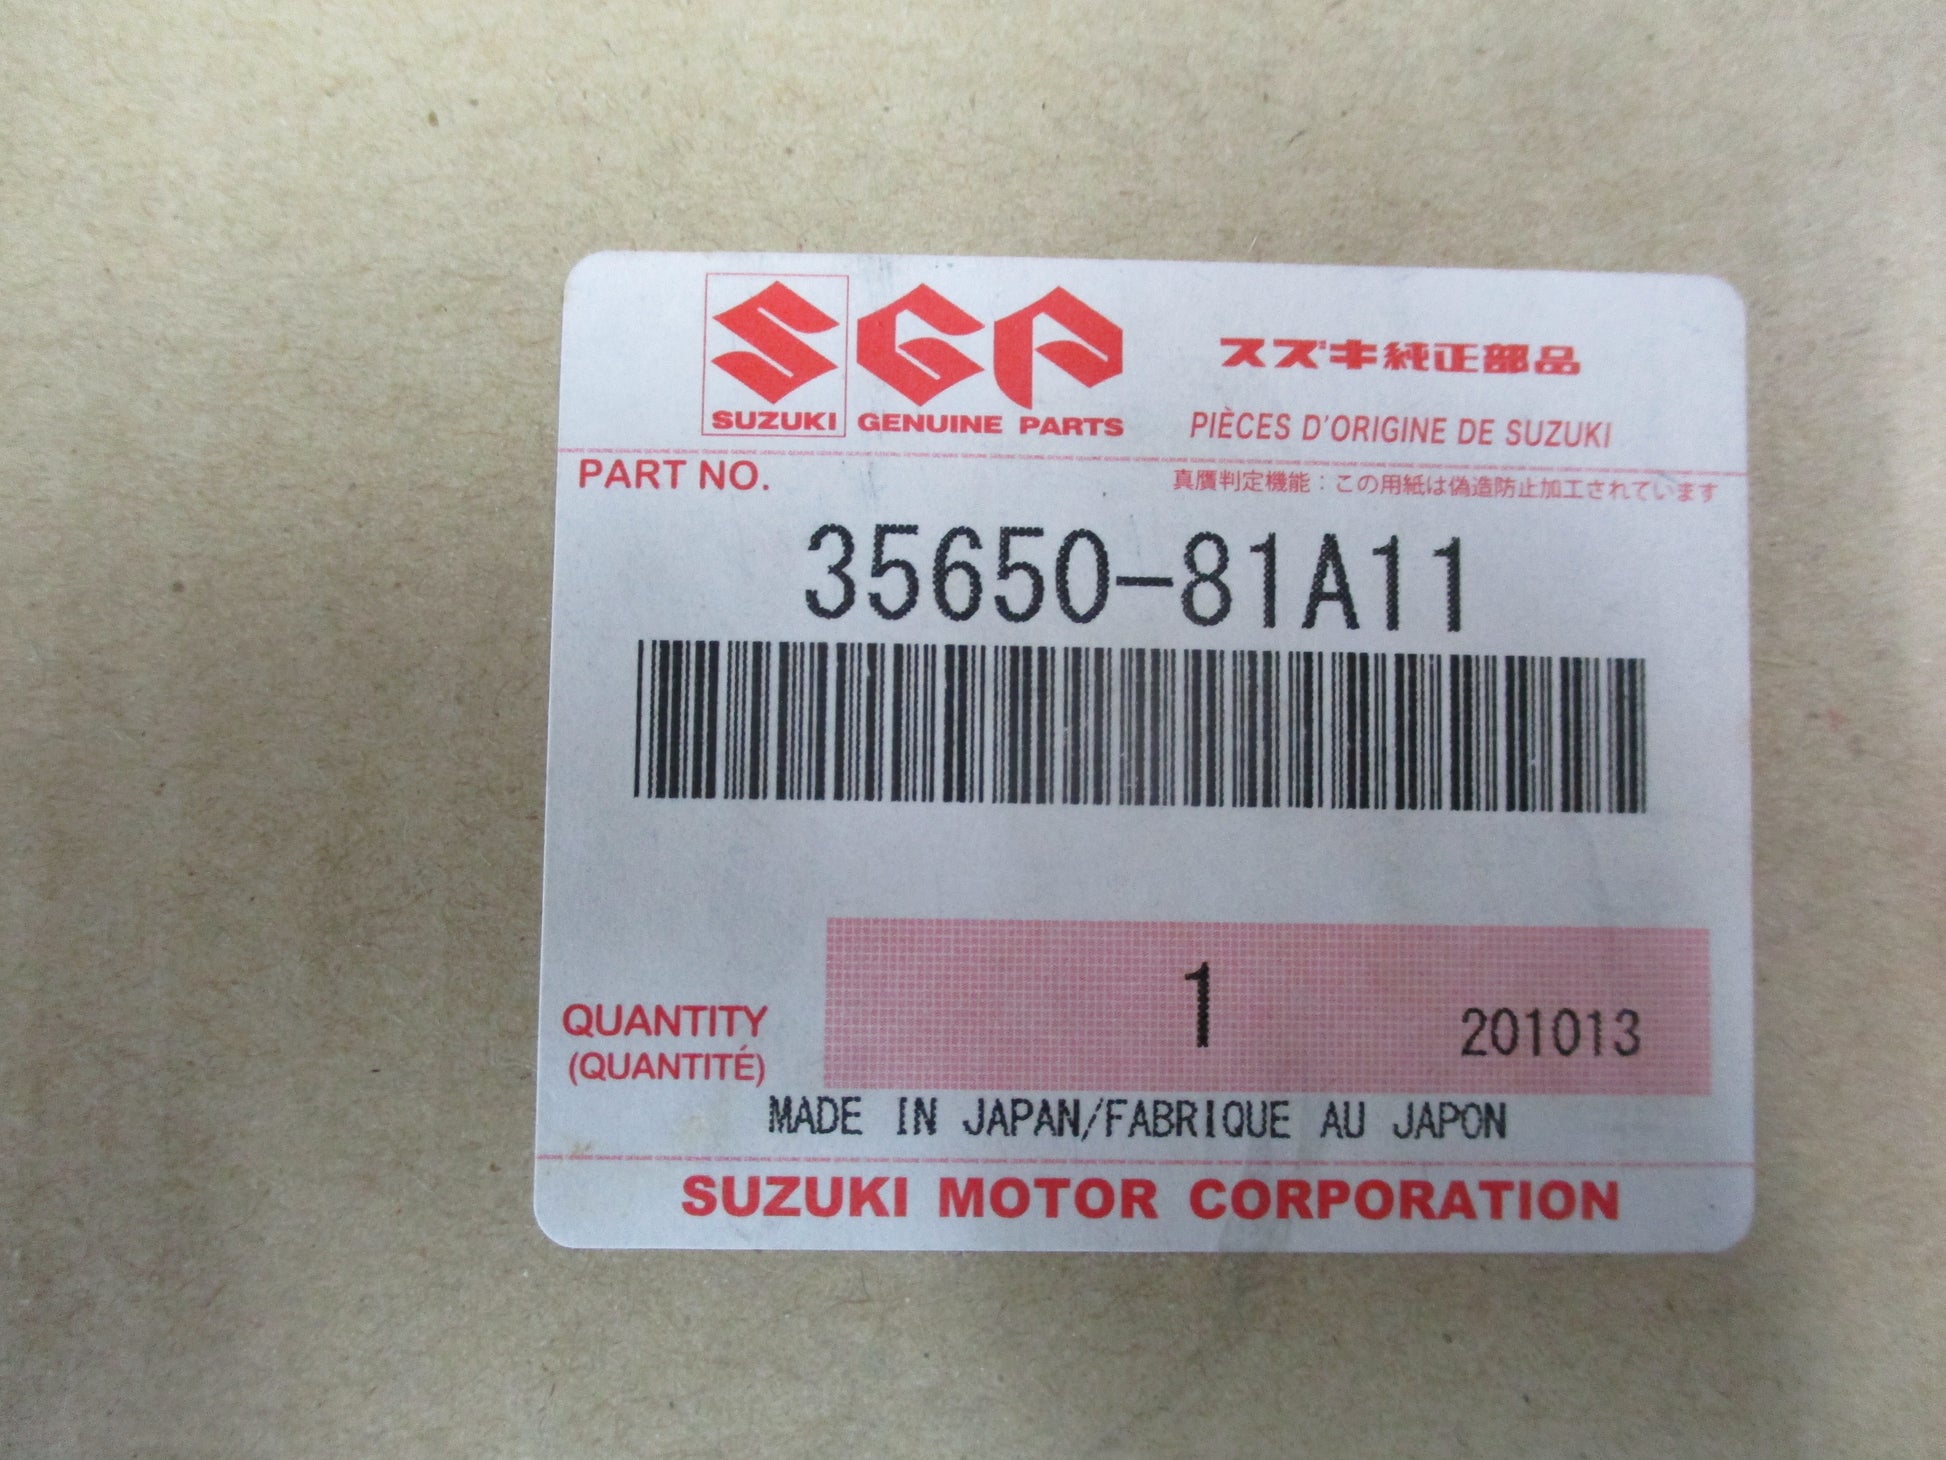 SUZUKI GENUINE PARTS
スズキ純正部品
PIÈCES D'ORIGINE DE SUZUKI
PART NO.
真贋判定機能：この用紙は偽造防止加工されています
35650-81A11
QUANTITY
(QUANTITÉ)
1
201013
MADE IN JAPAN/FABRIQUE AU JAPON
SUZUKI MOTOR CORPORATION